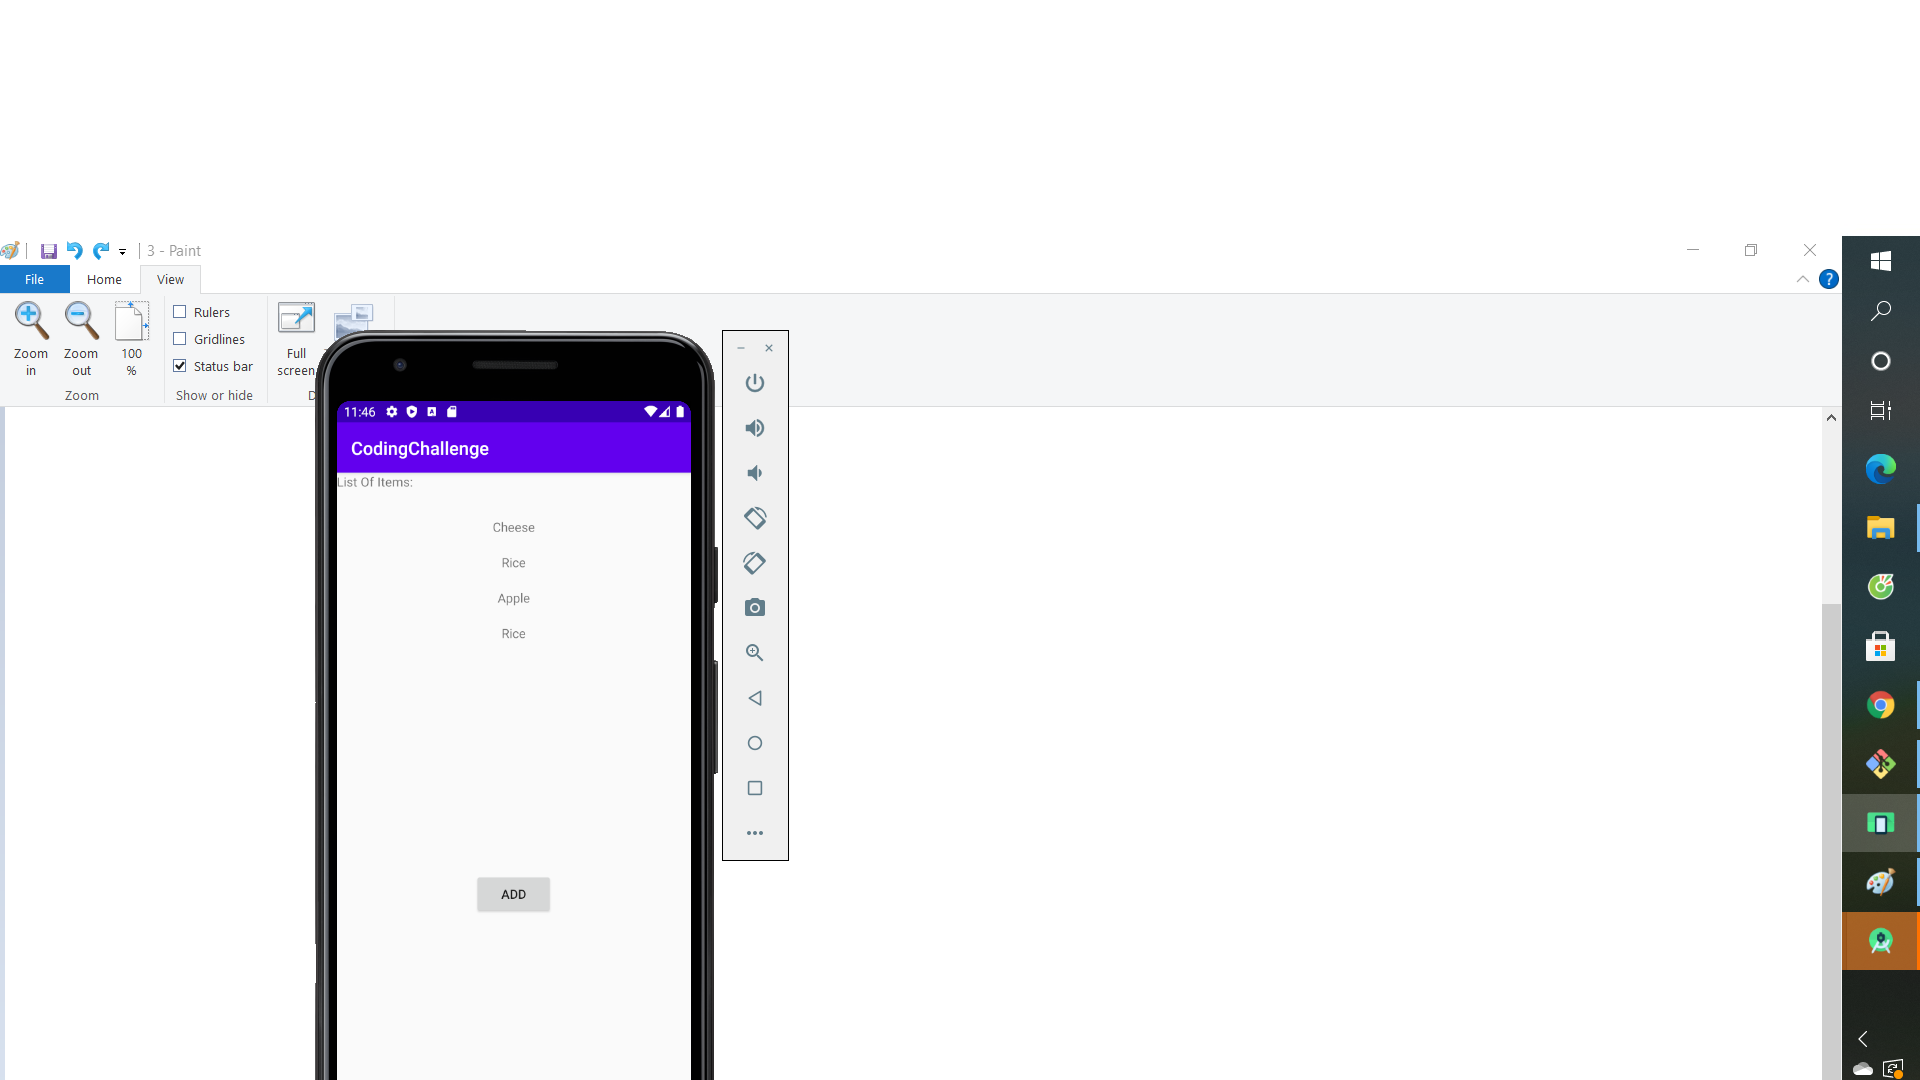 3 - Paint
File Home View
Rulers
Gridlines
Status bar
Zoom in
Zoom out
100 %
Full screen
Zoom
Show or hide
D
11:46
CodingChallenge
List Of Items:
Cheese
Rice
Apple
Rice
ADD